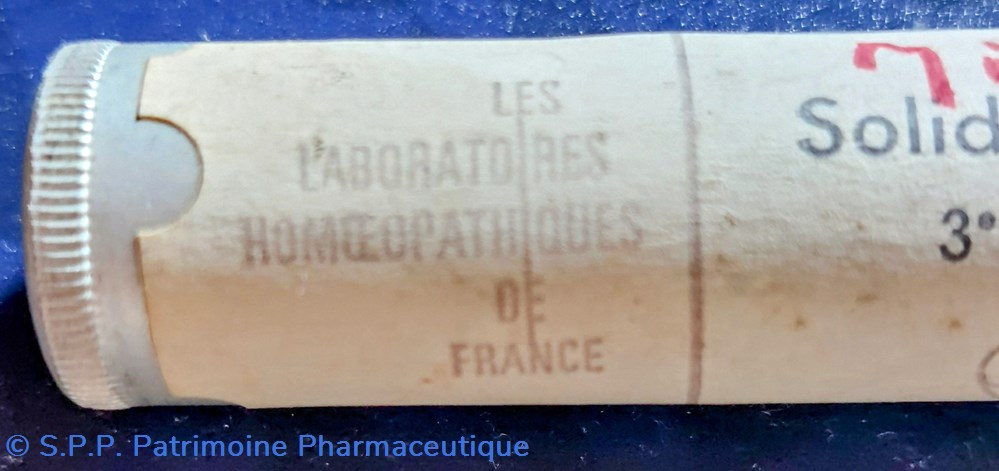 LES
LABORATOIRES
HOMŒOPATHIQUES
DE
FRANCE
Solid
3°
© S.P.P. Patrimoine Pharmaceutique